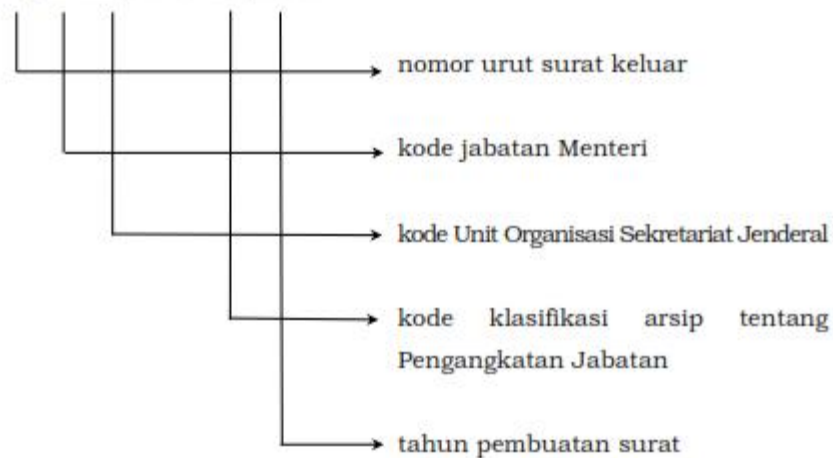 nomor urut surat keluar
kode jabatan Menteri
kode Unit Organisasi Sekretariat Jenderal
kode klasifikasi arsip tentang
Pengangkatan Jabatan
tahun pembuatan surat